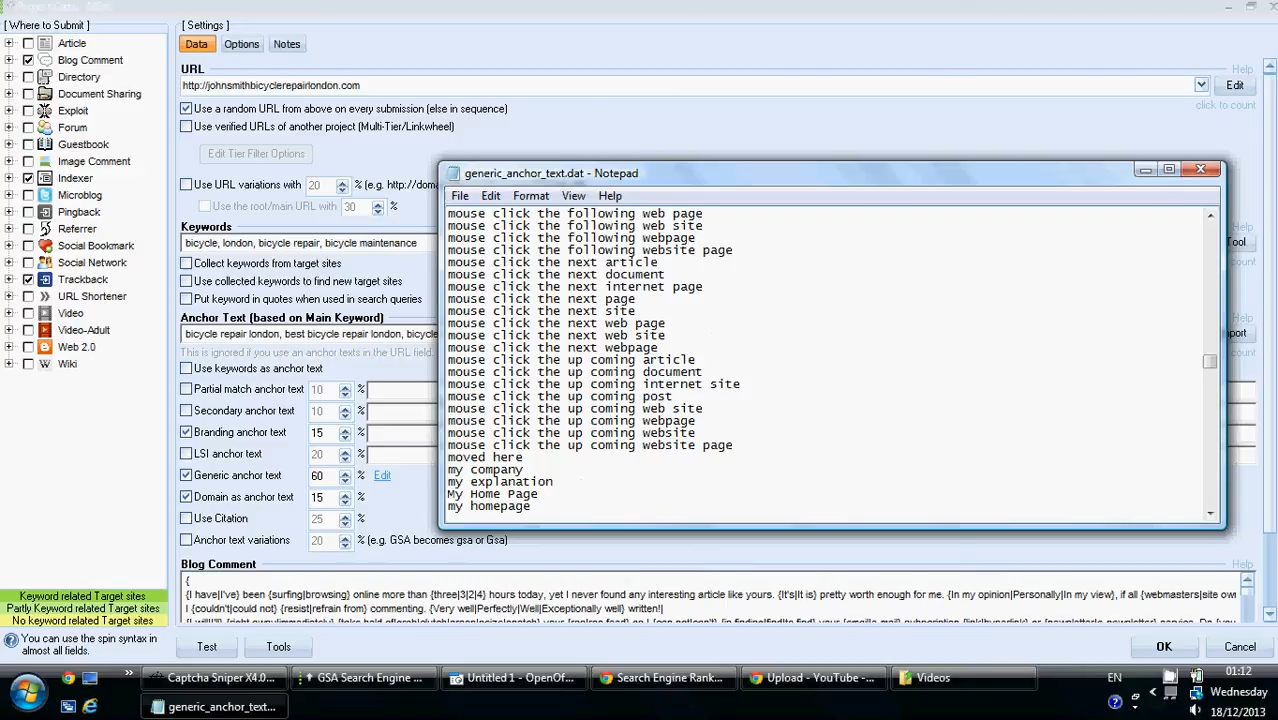 [ Where to Submit ]
Article
Blog Comment
Directory
Document Sharing
Exploit
Forum
Guestbook
Image Comment
Indexer
Microblog
Pingback
Referrer
Social Bookmark
Social Network
Trackback
URL Shortener
Video
Video-Adult
Web 2.0
Wiki
Keyword related Target sites
Partly Keyword related Target sites
No keyword related Target sites
You can use the spin syntax in
almost all fields.
[ Settings ]
Data
Options
Notes
URL
Help
http://johnsmithbicyclerepairlondon.com
Edit
Use a random URL from above on every submission (else in sequence)
click to count
Use verified URLs of another project (Multi-Tier/Linkwheel)
Edit Tier Filter Options
Use URL variations with 20 % (e.g. http://dom
Use the root/main URL with 30 %
Keywords
bicycle, london, bicycle repair, bicycle maintenance
Tool
Collect keywords from target sites
Use collected keywords to find new target sites
Put keyword in quotes when used in search queries
Anchor Text (based on Main Keyword)
bicycle repair london, best bicycle repair london, bicycle
port
This is ignored if you use an anchor texts in the URL field.
Use keywords as anchor text
Partial match anchor text 10 %
Secondary anchor text 10 %
Branding anchor text 15 %
LSI anchor text 20 %
Generic anchor text 60 % Edit
Domain as anchor text 15 %
Use Citation 25 %
Anchor text variations 20 % (e.g. GSA becomes gsa or Gsa)
generic_anchor_text.dat - Notepad
File Edit Format View Help
mouse click the following web page
mouse click the following web site
mouse click the following webpage
mouse click the following website page
mouse click the next article
mouse click the next document
mouse click the next internet page
mouse click the next page
mouse click the next site
mouse click the next web page
mouse click the next web site
mouse click the next webpage
mouse click the up coming article
mouse click the up coming document
mouse click the up coming internet site
mouse click the up coming post
mouse click the up coming web site
mouse click the up coming webpage
mouse click the up coming website
mouse click the up coming website page
moved here
my company
my explanation
My Home Page
my homepage
Blog Comment
Help
{
{I have|I've} been {surfing|browsing} online more than {three|3|2|4} hours today, yet I never found any interesting article like yours. {It's|It is} pretty worth enough for me. {In my opinion|Personally|In my view}, if all {webmasters|site ow
I {couldn't|could not} {resist|refrain from} commenting. {Very well|Perfectly|Well|Exceptionally well} written!|
Test
Tools
OK
Cancel
Captcha Sniper X4.0...
GSA Search Engine ...
Untitled 1 - OpenOf...
Search Engine Rank...
Upload - YouTube -...
Videos
generic_anchor_text...
EN
01:12
Wednesday
18/12/2013